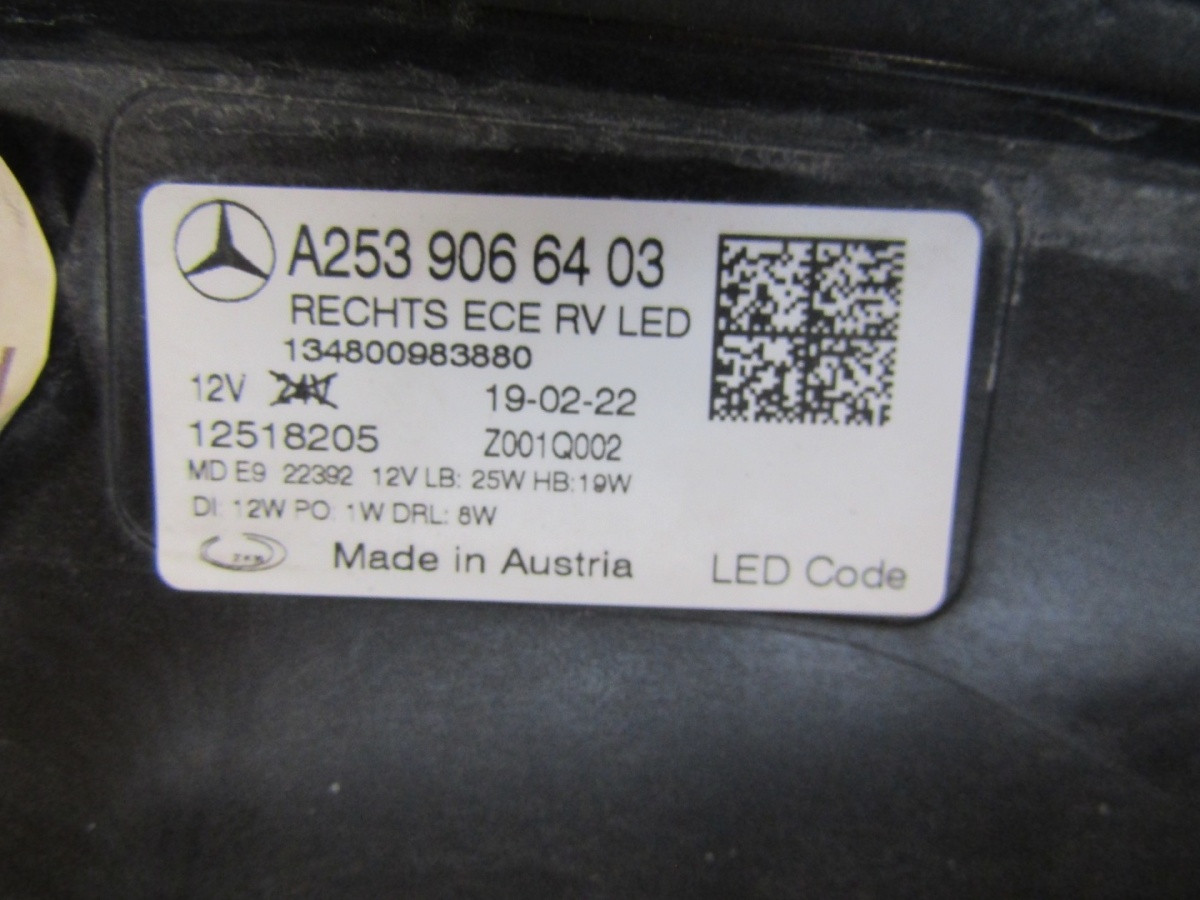 A253 906 64 03
RECHTS ECE RV LED
134800983880
12V 24V 19-02-22
12518205 Z001Q002
MD E9 22392 12V LB: 25W HB:19W
DI: 12W PO: 1W DRL: 8W
ZKW Made in Austria LED Code